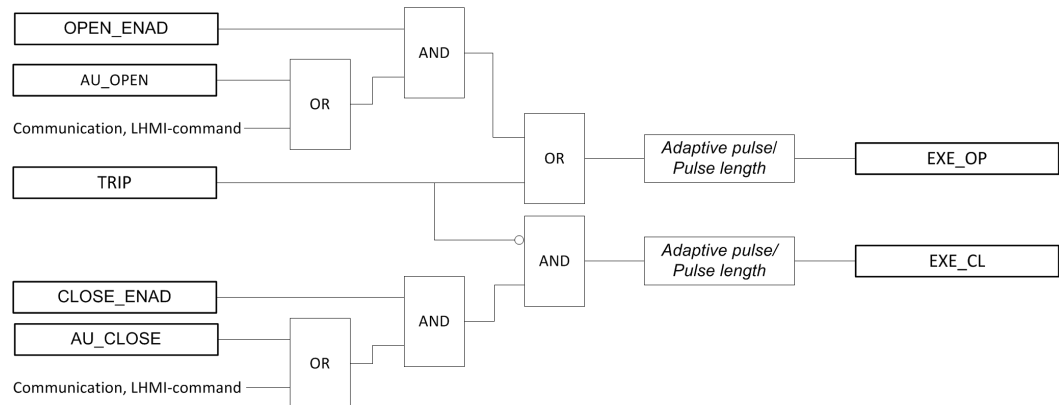 OPEN_ENAD
AND
AU_OPEN
OR
Communication, LHMI-command
OR
Adaptive pulse/
Pulse length
EXE_OP
TRIP
AND
Adaptive pulse/
Pulse length
EXE_CL
CLOSE_ENAD
AND
AU_CLOSE
OR
Communication, LHMI-command